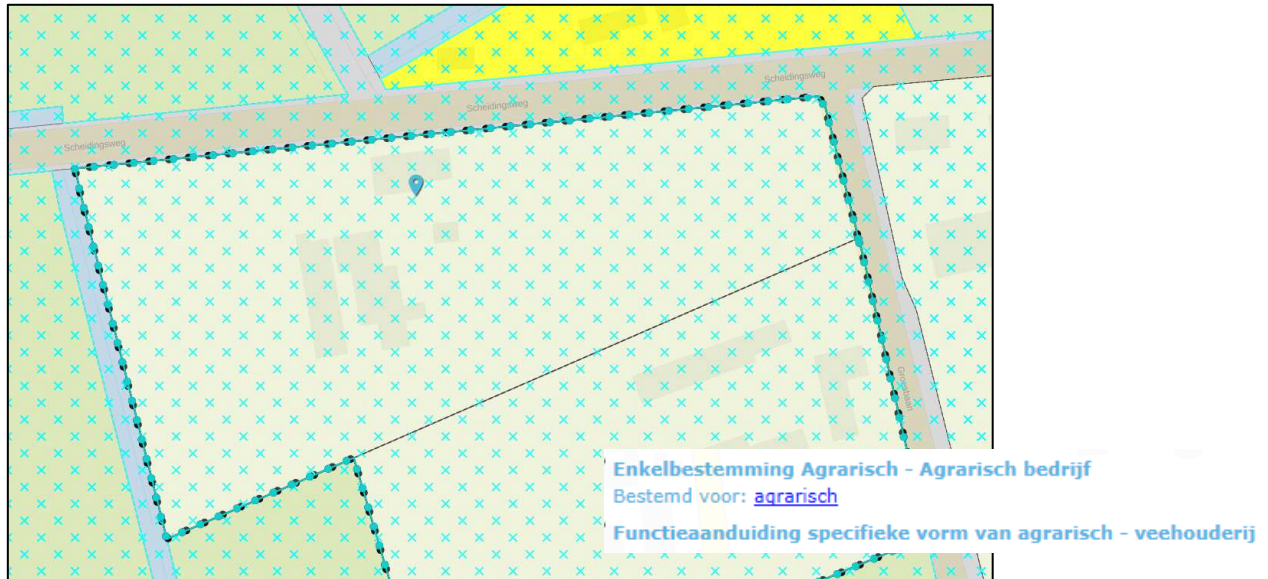 Scheidingsweg
Scheidingsweg
Scheidingsweg
Enkelbestemming Agrarisch - Agrarisch bedrijf
Bestemd voor: agrarisch
Functieaanduiding specifieke vorm van agrarisch - veehouderij